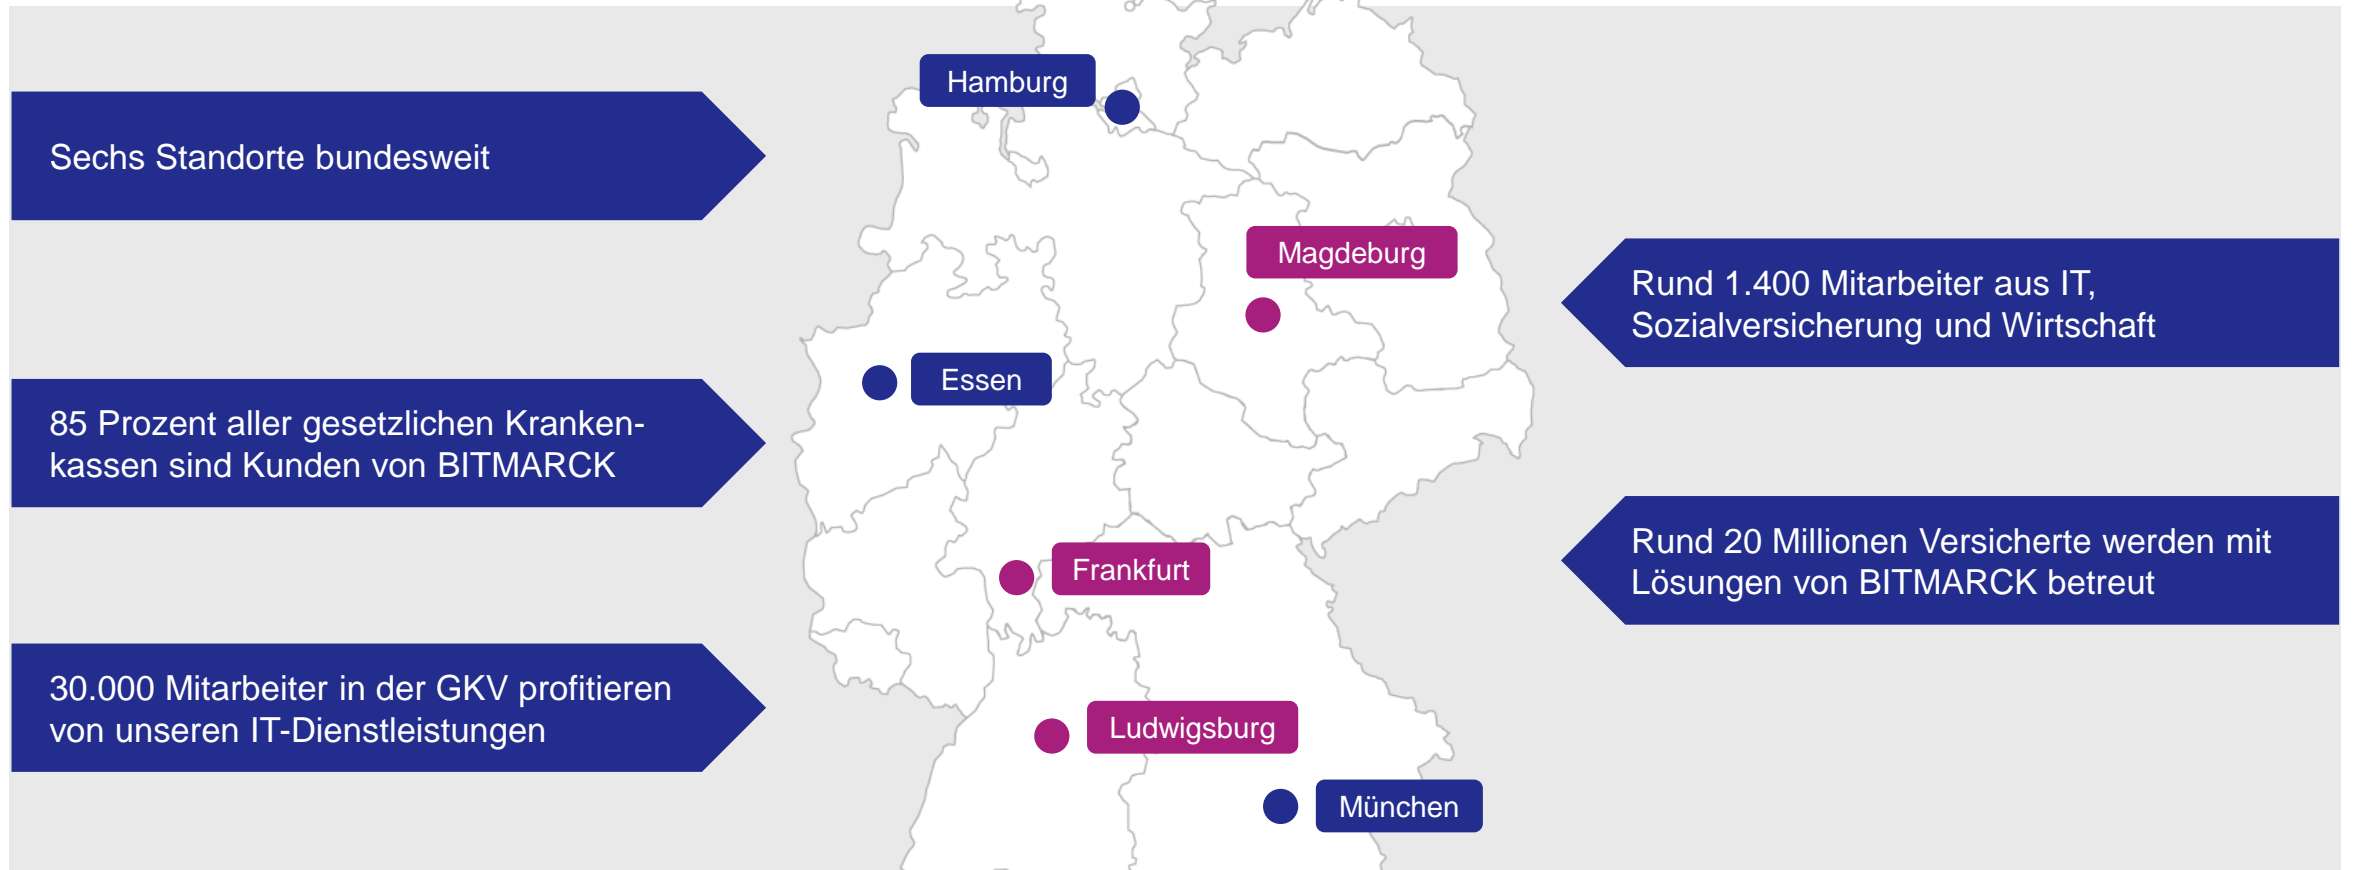 Sechs Standorte bundesweit
85 Prozent aller gesetzlichen Kranken-
kassen sind Kunden von BITMARCK
30.000 Mitarbeiter in der GKV profitieren
von unseren IT-Dienstleistungen
Hamburg
Magdeburg
Essen
Frankfurt
Ludwigsburg
München
Rund 1.400 Mitarbeiter aus IT,
Sozialversicherung und Wirtschaft
Rund 20 Millionen Versicherte werden mit
Lösungen von BITMARCK betreut